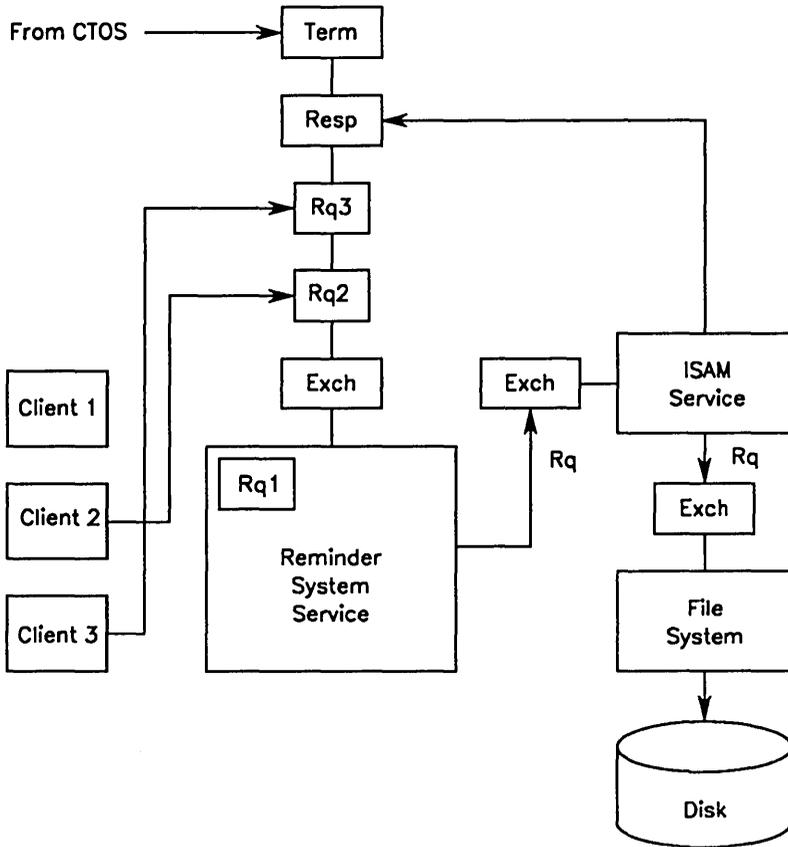 From CTOS
Term
Resp
Rq3
Rq2
Exch
Exch
ISAM
Service
Client 1
Rq
Rq
Rq1
Exch
Client 2
Reminder
System
Service
Client 3
File
System
Disk